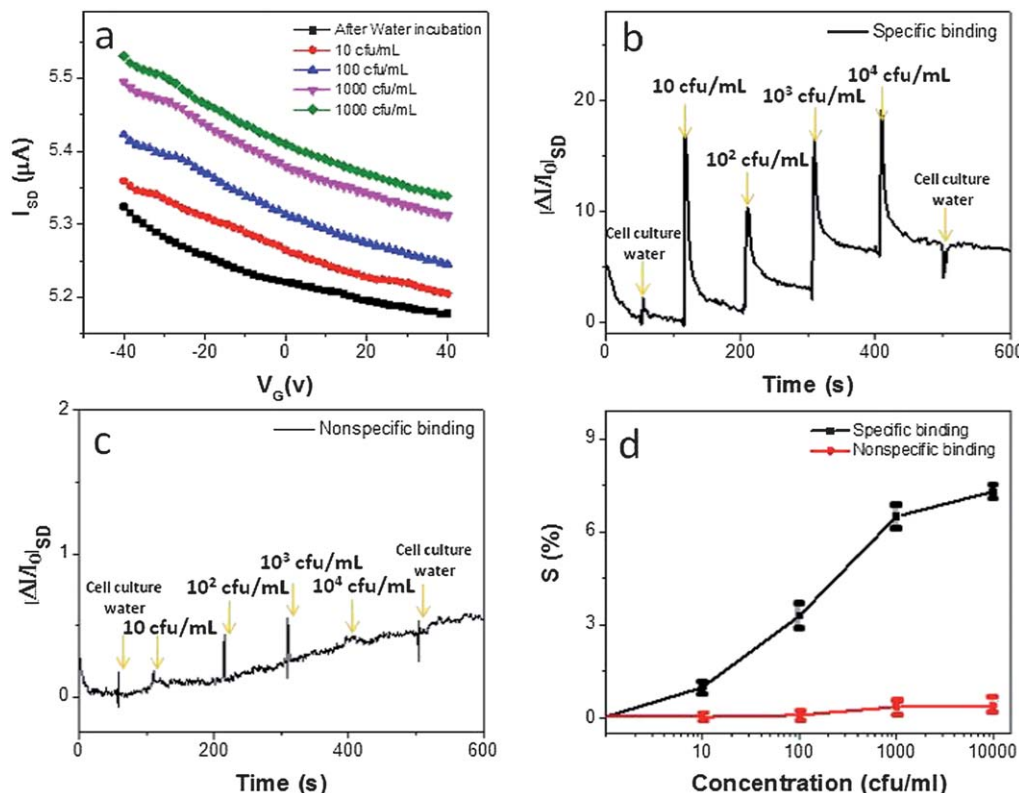 a
After Water incubation
10 cfu/mL
100 cfu/mL
1000 cfu/mL
1000 cfu/mL
5.5
5.4
5.3
5.2
I_SD (μA)
-40 -20 0 20 40
V_G(v)
b
Specific binding
20
10
0
|ΔI/I₀|_SD
10 cfu/mL
10² cfu/mL
10³ cfu/mL
10⁴ cfu/mL
Cell culture
water
Cell culture
water
0 200 400 600
Time (s)
c
Nonspecific binding
2
1
0
|ΔI/I₀|_SD
Cell culture
water
10 cfu/mL
10² cfu/mL
10³ cfu/mL
10⁴ cfu/mL
Cell culture
water
0 200 400 600
Time (s)
d
Specific binding
Nonspecific binding
9
6
3
0
S (%)
10 100 1000 10000
Concentration (cfu/ml)